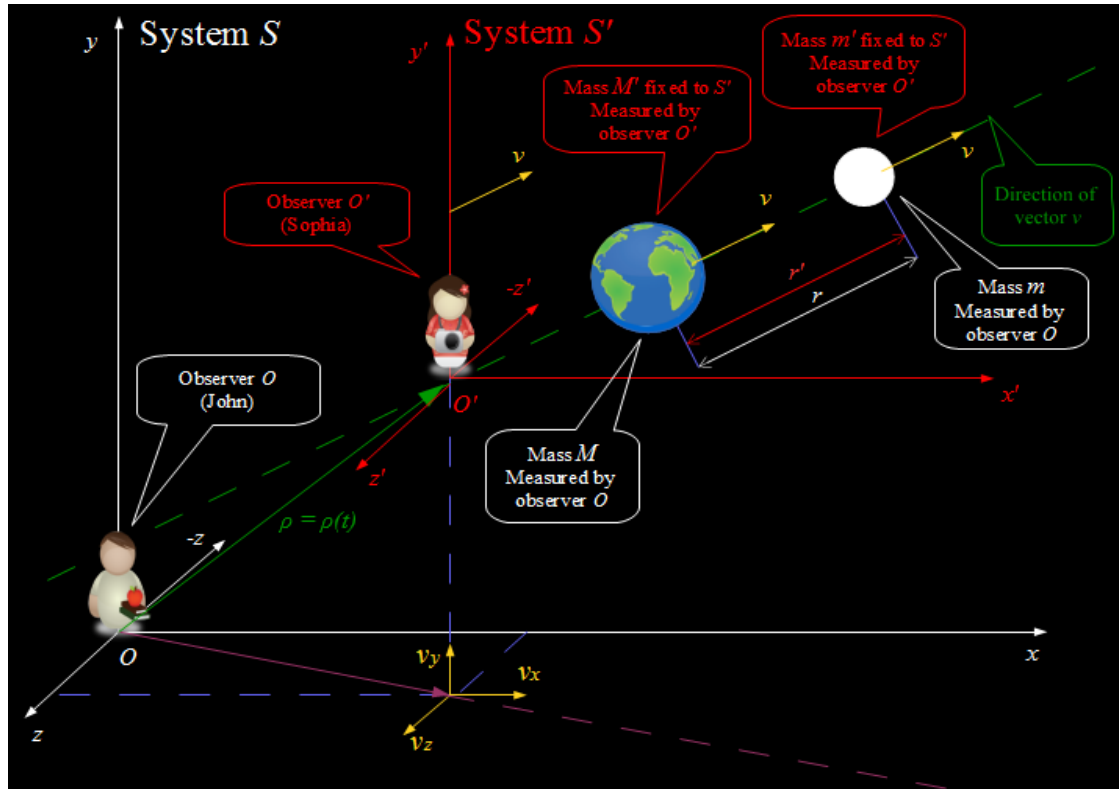 System S
System S'
y
y'
Mass M' fixed to S'
Measured by
observer O'
Mass m' fixed to S'
Measured by
observer O'
v
v
v
Observer O'
(Sophia)
Direction of
vector v
-z'
r'
r
Mass m
Measured by
observer O
Observer O
(John)
O'
x'
z'
Mass M
Measured by
observer O
ρ = ρ(t)
-z
O
x
z
vy
vx
vz